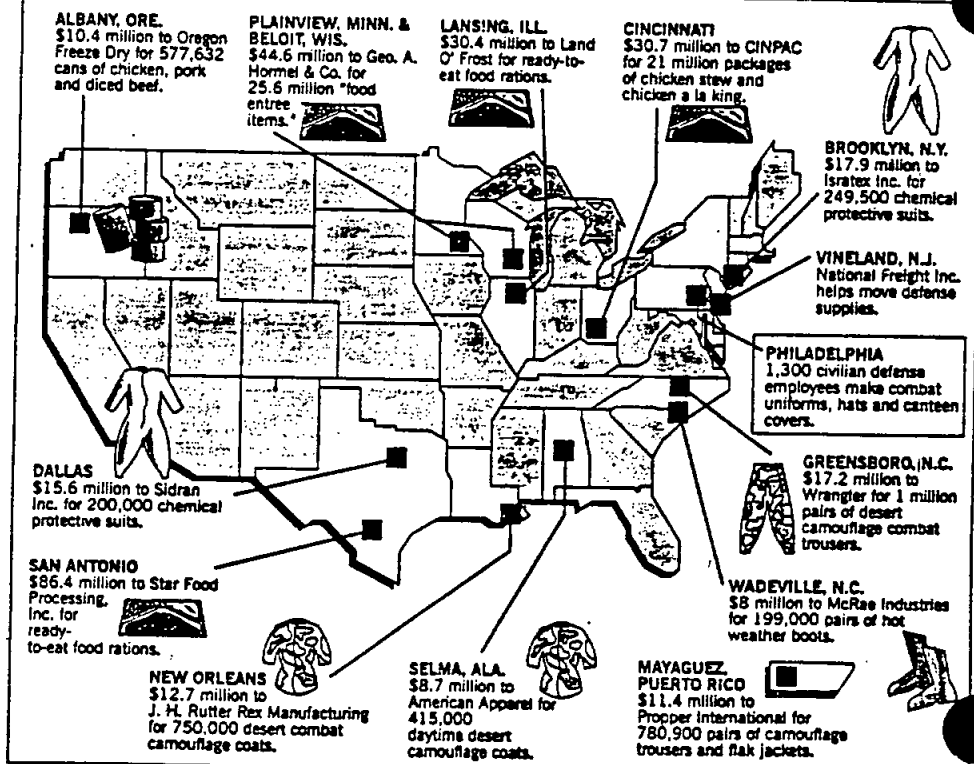 ALBANY, ORE.
$10.4 million to Oregon
Freeze Dry for 577,632
cans of chicken, pork
and diced beef.
PLAINVIEW, MINN. &
BELOIT, WIS.
$44.6 million to Geo. A.
Hormel & Co. for
25.6 million "food
entree
items."
LANSING, ILL.
$30.4 million to Land
O' Frost for ready-to-
eat food rations.
CINCINNATI
$30.7 million to CINPAC
for 21 million packages
of chicken stew and
chicken a la king.
BROOKLYN, N.Y.
$17.9 million to
Isratex Inc. for
249,500 chemical
protective suits.
VINELAND, N.J.
National Freight Inc.
helps move defense
supplies.
PHILADELPHIA
1,300 civilian defense
employees make combat
uniforms, hats and canteen
covers.
GREENSBORO, N.C.
$17.2 million to
Wrangler for 1 million
pairs of desert
camouflage combat
trousers.
WADEVILLE, N.C.
$8 million to McRae Industries
for 199,000 pairs of hot
weather boots.
DALLAS
$15.6 million to Sidran
Inc. for 200,000 chemical
protective suits.
SAN ANTONIO
$86.4 million to Star Food
Processing,
Inc. for
ready-
to-eat food rations.
NEW ORLEANS
$12.7 million to
J. H. Rutter Rex Manufacturing
for 750,000 desert combat
camouflage coats.
SELMA, ALA.
$8.7 million to
American Apparel for
415,000
daytime desert
camouflage coats.
MAYAGUEZ,
PUERTO RICO
$11.4 million to
Propper International for
780,900 pairs of camouflage
trousers and flak jackets.